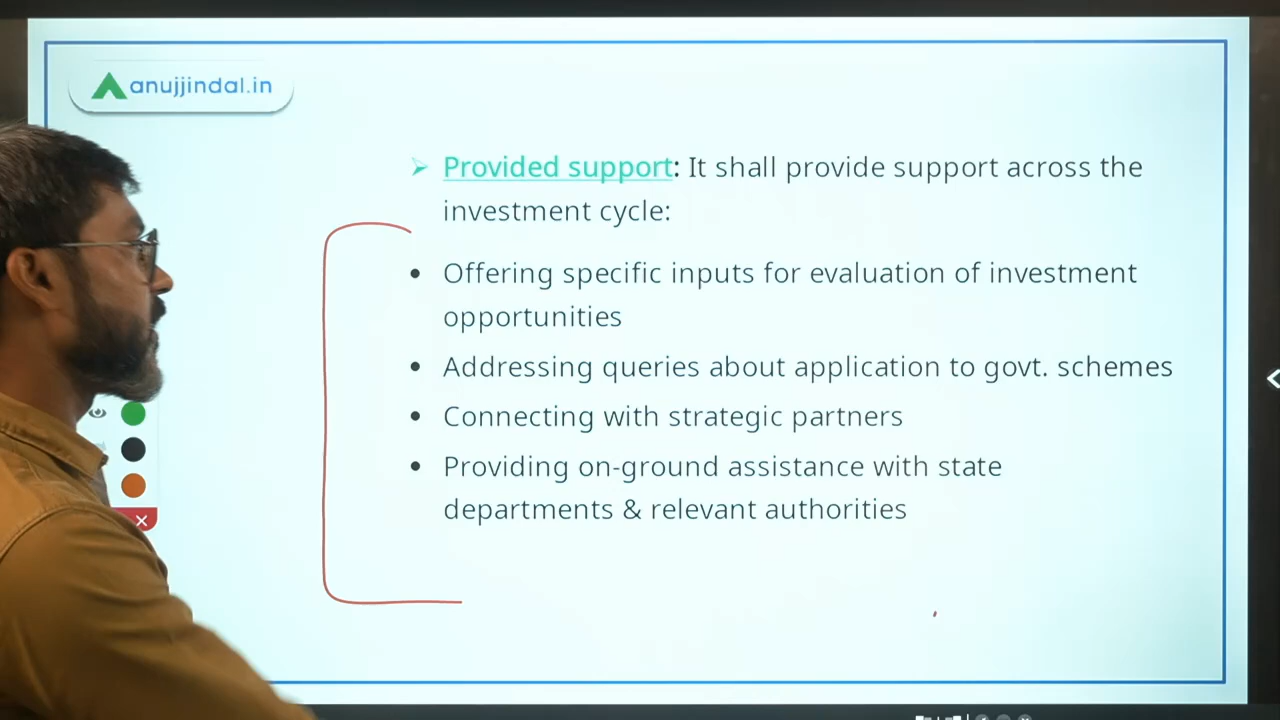 anujjindal.in
➢ Provided support: It shall provide support across the
investment cycle:
• Offering specific inputs for evaluation of investment
opportunities
• Addressing queries about application to govt. schemes
• Connecting with strategic partners
• Providing on-ground assistance with state
departments & relevant authorities